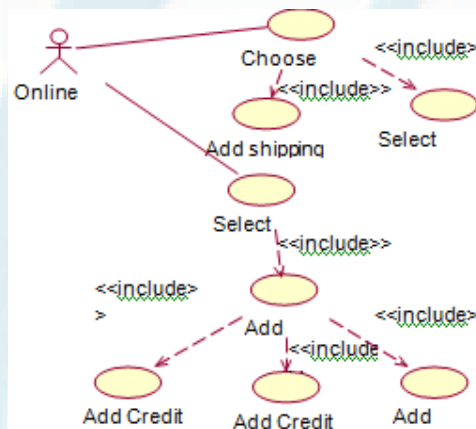 <<include>
Choose
Online
<<include>>
Add shipping
Select
Select
<<include>>
<<include>
>
<<include>
Add
<<include
Add Credit
Add Credit
Add